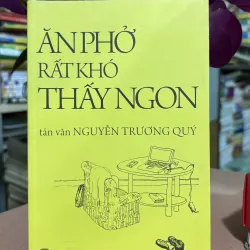 ĂN PHỞ
RẤT KHÓ
THẤY NGON
tản văn NGUYỄN TRƯƠNG QUÝ